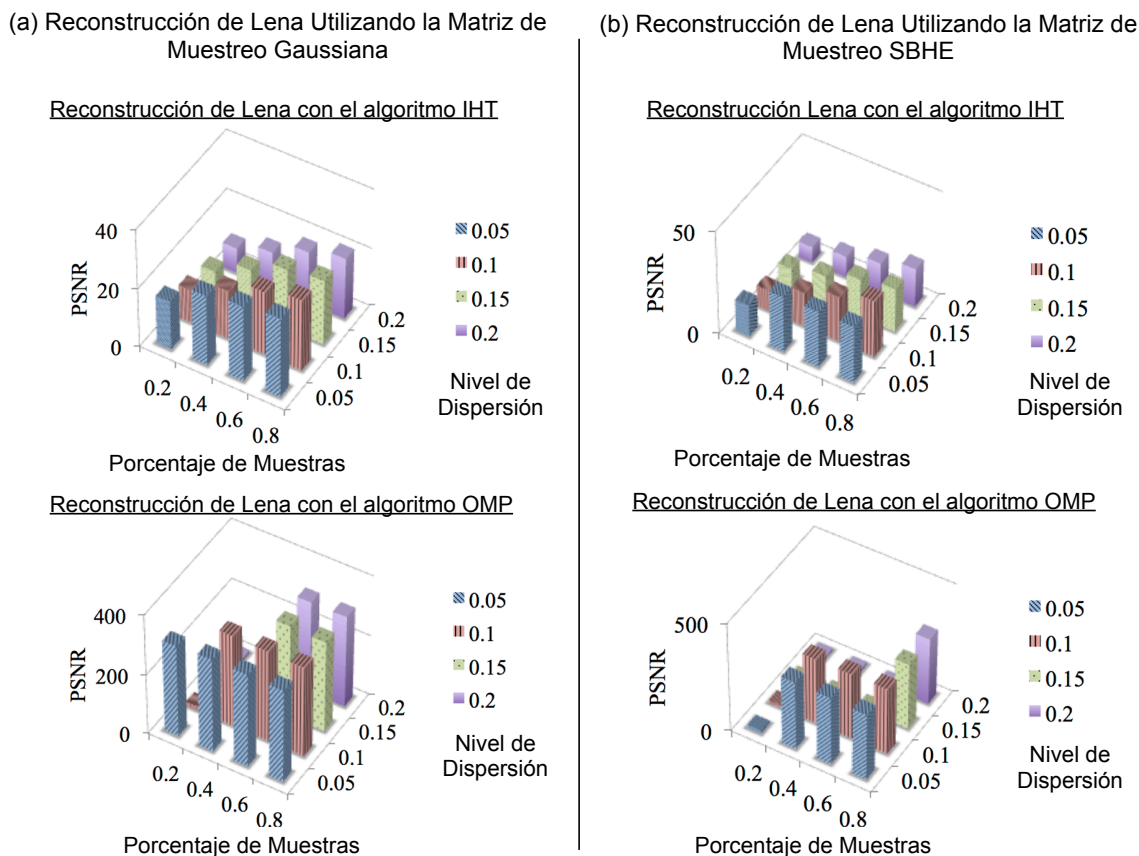 (a) Reconstrucción de Lena Utilizando la Matriz de
Muestreo Gaussiana
Reconstrucción de Lena con el algoritmo IHT
40
20
0
PSNR
0.2
0.4
0.6
0.8
0.05
0.1
0.15
0.2
0.05
0.1
0.15
0.2
Nivel de
Dispersión
Porcentaje de Muestras
Reconstrucción de Lena con el algoritmo OMP
400
200
0
PSNR
0.2
0.4
0.6
0.8
0.05
0.1
0.15
0.2
0.05
0.1
0.15
0.2
Nivel de
Dispersión
Porcentaje de Muestras
(b) Reconstrucción de Lena Utilizando la Matriz de
Muestreo SBHE
Reconstrucción Lena con el algoritmo IHT
50
0
PSNR
0.2
0.4
0.6
0.8
0.05
0.1
0.15
0.2
0.05
0.1
0.15
0.2
Nivel de
Dispersión
Porcentaje de Muestras
Reconstrucción de Lena con el algoritmo OMP
500
0
PSNR
0.2
0.4
0.6
0.8
0.05
0.1
0.15
0.2
0.05
0.1
0.15
0.2
Nivel de
Dispersión
Porcentaje de Muestras